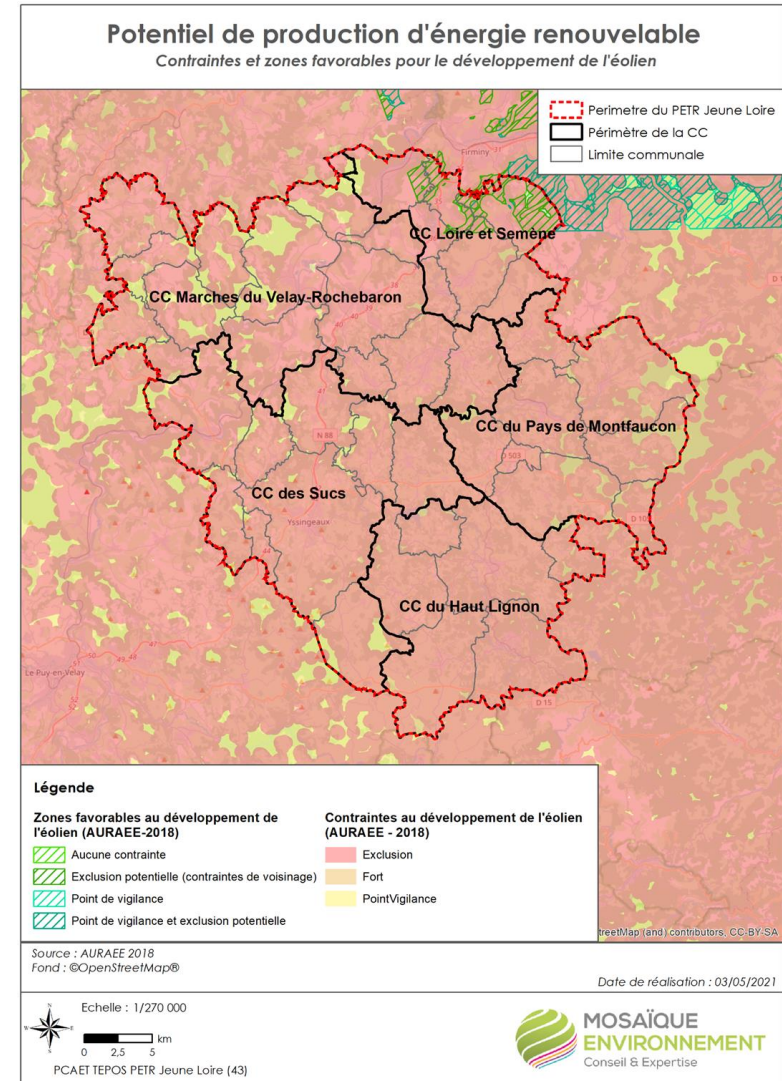 Potentiel de production d'énergie renouvelable
Contraintes et zones favorables pour le développement de l'éolien
Perimetre du PETR Jeune Loire
Périmètre de la CC
Limite communale
Firminy
CC Loire et Semène
CC Marches du Velay-Rochebaron
CC du Pays de Montfaucon
N 88
D 503
CC des Sucs
Yssingeaux
44
D 10
CC du Haut Lignon
Le-Puy-en-Velay
D 15
Légende
Zones favorables au développement de
l'éolien (AURAEE-2018)
Aucune contrainte
Exclusion potentielle (contraintes de voisinage)
Point de vigilance
Point de vigilance et exclusion potentielle
Contraintes au développement de l'éolien
(AURAEE - 2018)
Exclusion
Fort
PointVigilance
treetMap (and) contributors, CC-BY-SA
Source : AURAEE 2018
Fond : ©OpenStreetMap®
Date de réalisation : 03/05/2021
Echelle : 1/270 000
N
W
E
S
km
0 2,5 5
PCAET TEPOS PETR Jeune Loire (43)
MOSAÏQUE
ENVIRONNEMENT
Conseil & Expertise